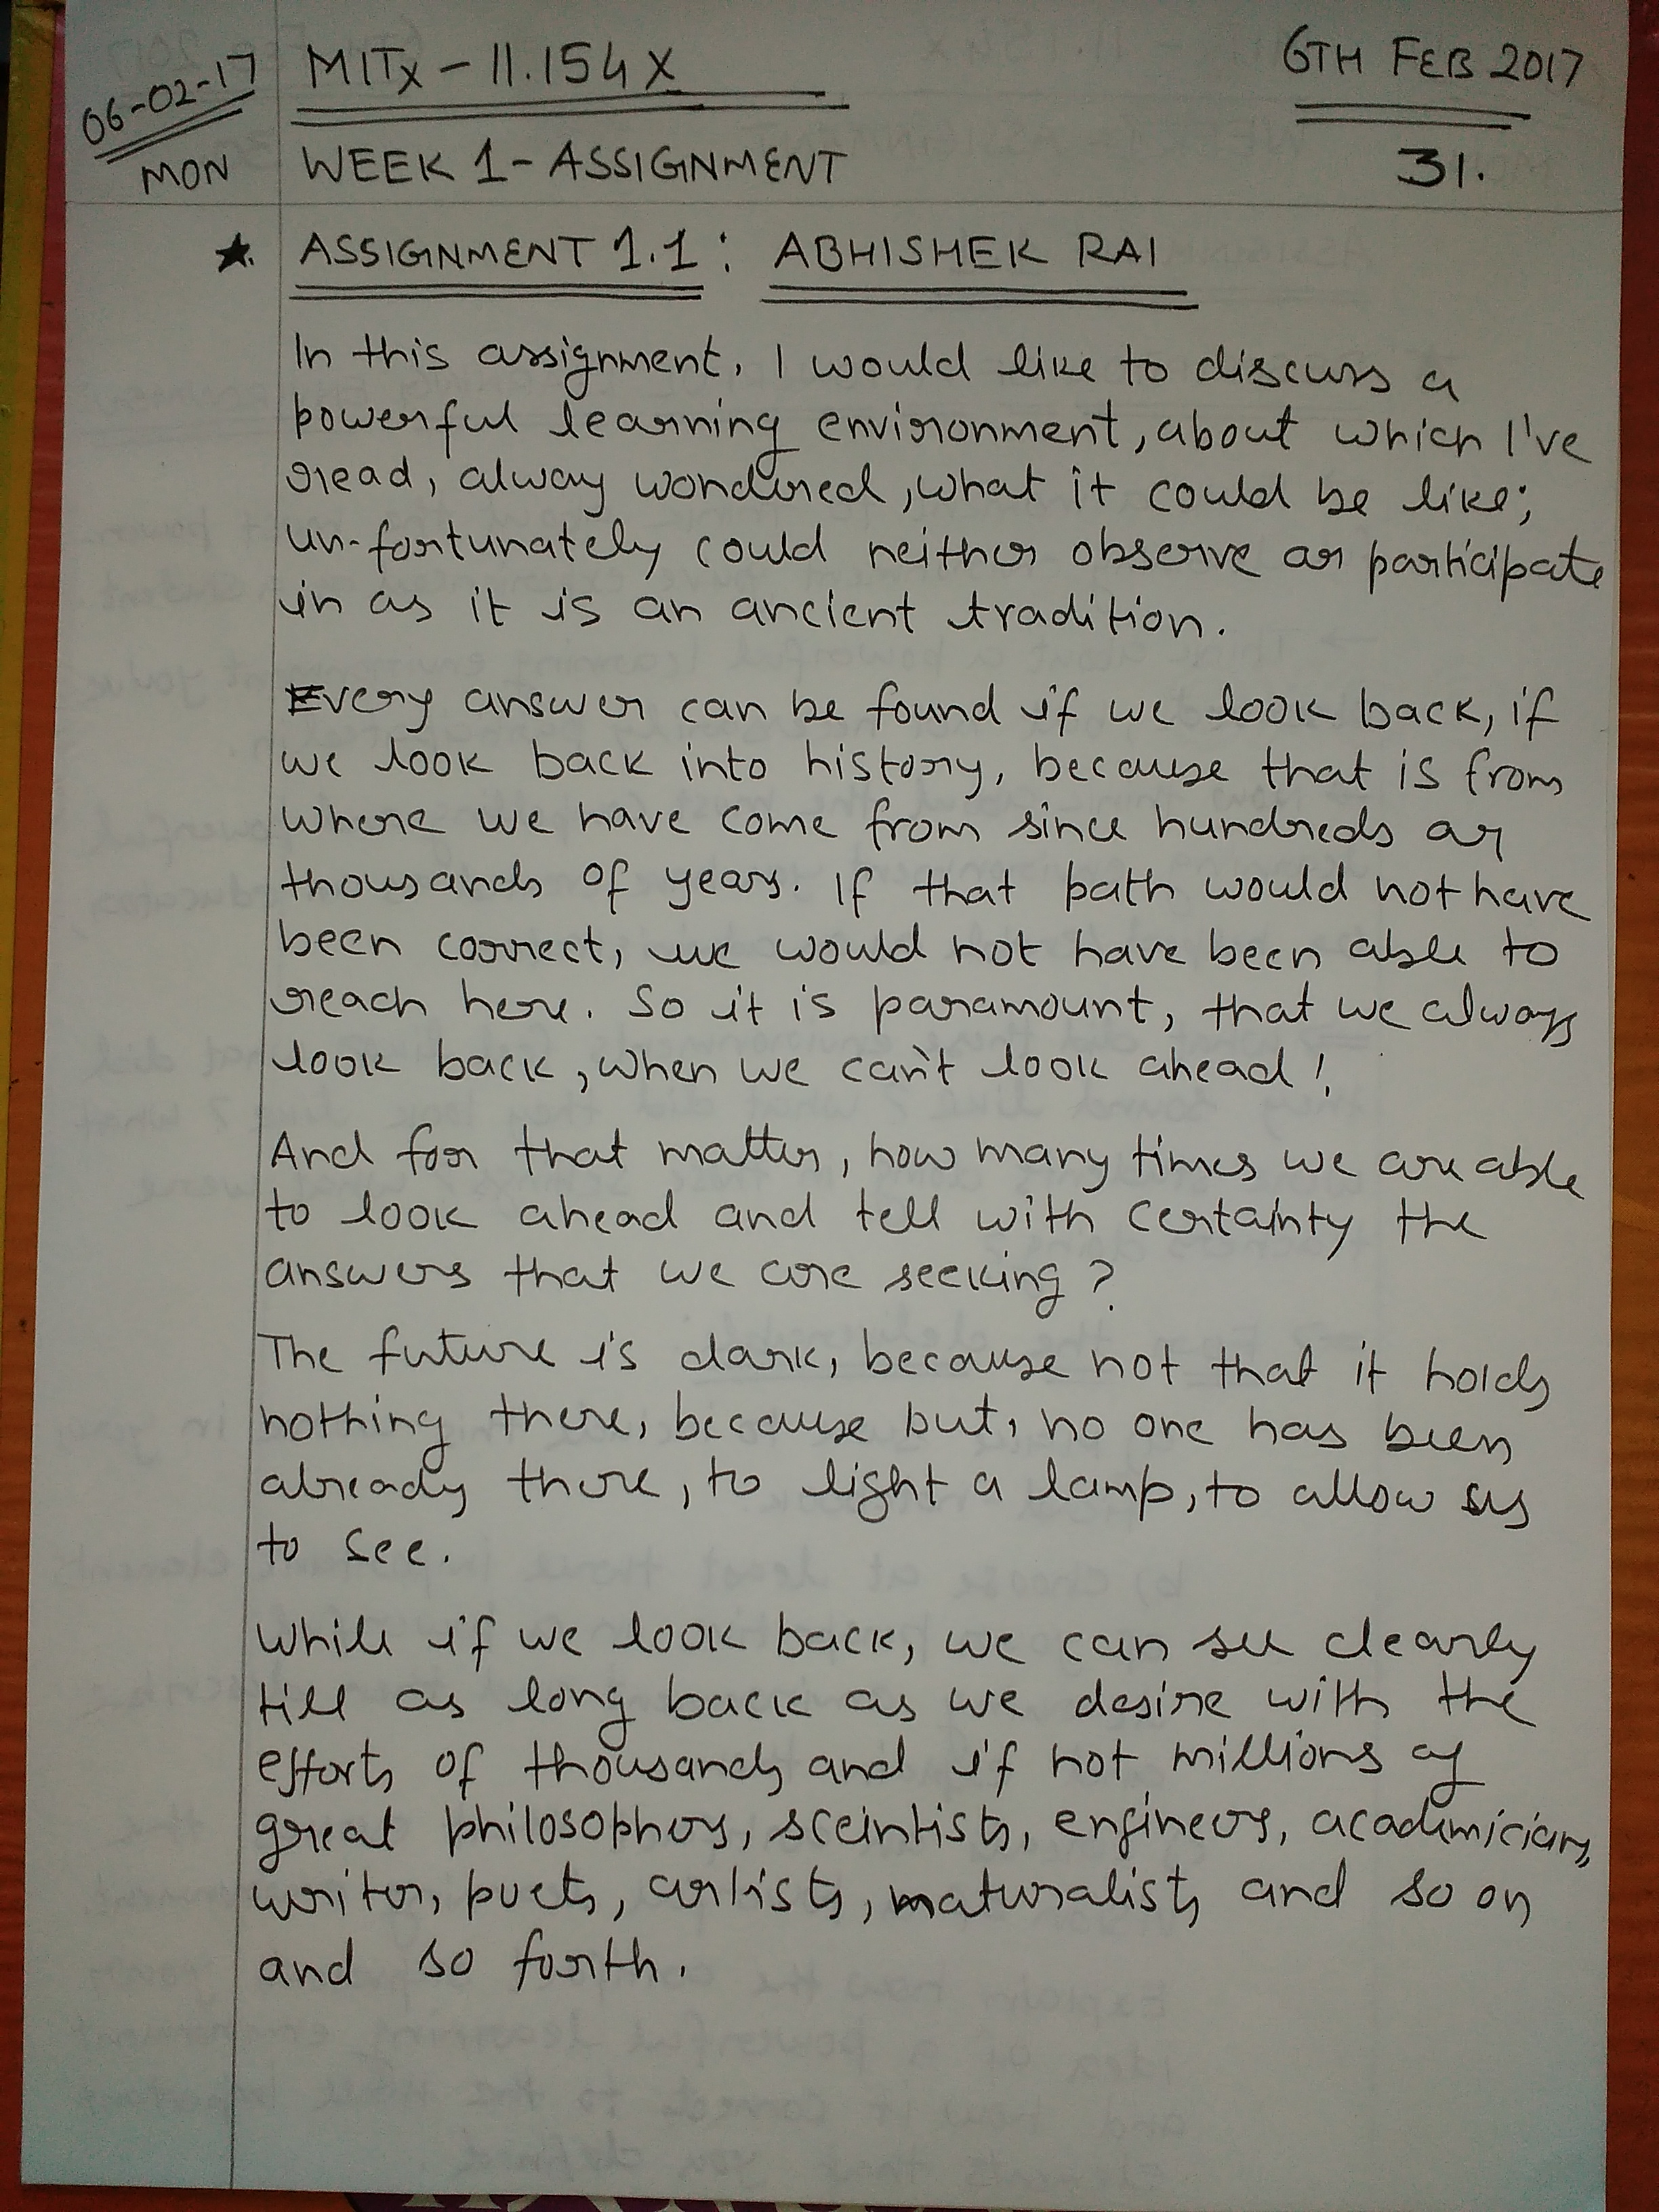 06-02-17
MON
MITx - 11.154X
6TH FEB 2017
WEEK 1 - ASSIGNMENT
31.
★ ASSIGNMENT 1.1 : ABHISHEK RAI
In this assignment, I would like to discuss a
powerful learning environment, about which I've
read, alway wondered, what it could be like;
un-fortunately could neither observe or participate
in as it is an ancient tradition.
Every answer can be found if we look back, if
we look back into history, because that is from
where we have come from since hundreds or
thousands of years. If that path would not have
been correct, we would not have been able to
reach here. So it is paramount, that we always
look back, when we can't look ahead!
And for that matter, how many times we are able
to look ahead and tell with certainty the
answers that we are seeking?
The future is dark, because not that it holds
nothing there, because but, no one has been
already there, to light a lamp, to allow us
to see.
While if we look back, we can see clearly
till as long back as we desire with the
efforts of thousands and if not millions of
great philosophers, sceintists, engineers, academicians,
writer, poets, artists, naturalists and so on
and so forth.